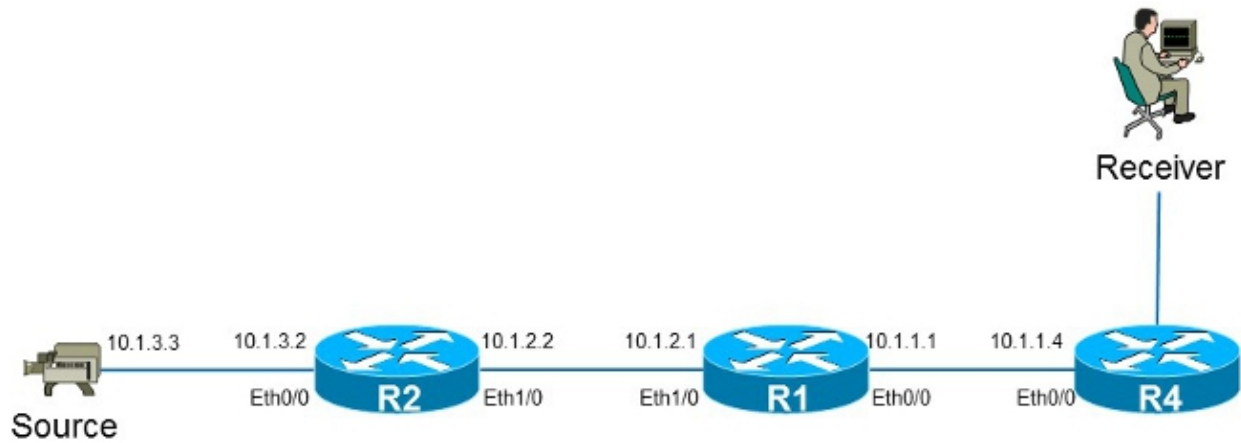 Receiver
10.1.3.3
10.1.3.2
10.1.2.2
10.1.2.1
10.1.1.1
10.1.1.4
Eth0/0
R2
Eth1/0
Eth1/0
R1
Eth0/0
Eth0/0
R4
Source